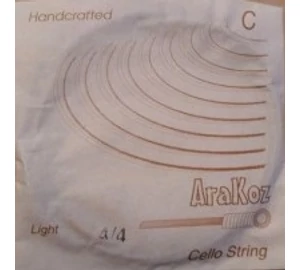 Handcrafted C
AraKoz
Light 4/4
Cello String